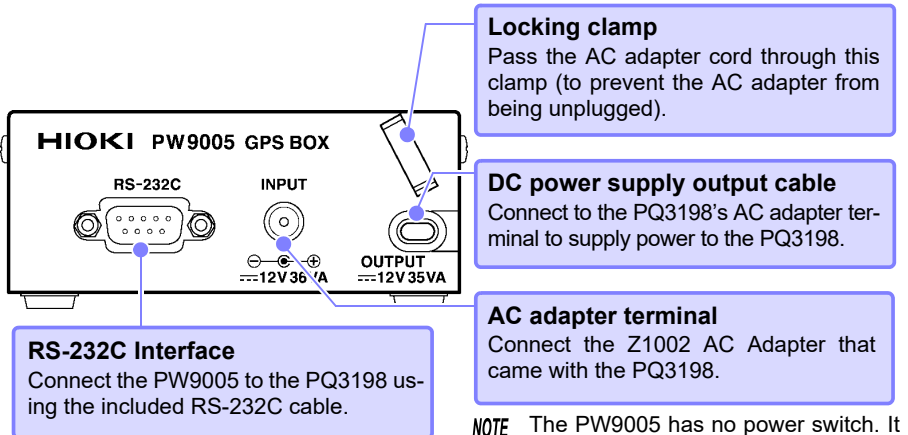 Locking clamp
Pass the AC adapter cord through this
clamp (to prevent the AC adapter from
being unplugged).
HIOKI PW9005 GPS BOX
RS-232C
INPUT
OUTPUT
12V 36VA
12V 35VA
DC power supply output cable
Connect to the PQ3198's AC adapter ter-
minal to supply power to the PQ3198.
AC adapter terminal
Connect the Z1002 AC Adapter that
came with the PQ3198.
RS-232C Interface
Connect the PW9005 to the PQ3198 us-
ing the included RS-232C cable.
NOTE The PW9005 has no power switch. It